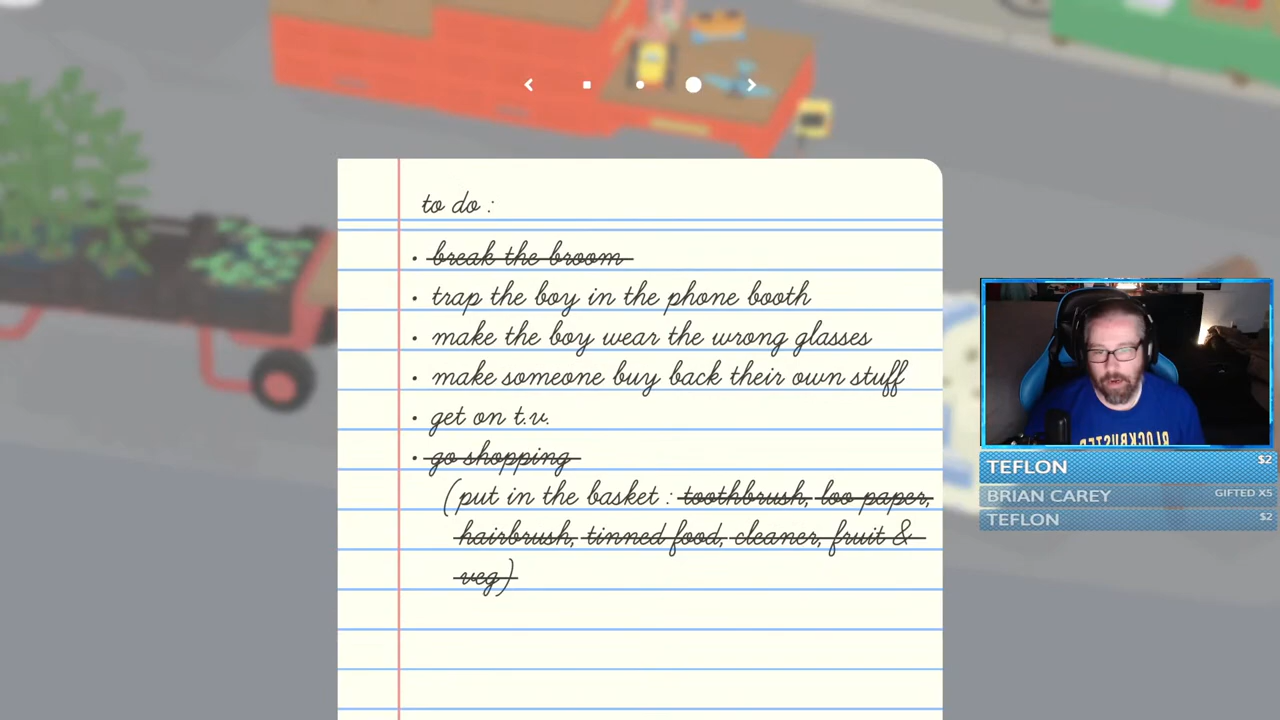 to do :
• break the broom
• trap the boy in the phone booth
• make the boy wear the wrong glasses
• make someone buy back their own stuff
• get on t.v.
• go shopping
(put in the basket : toothbrush, loo paper,
hairbrush, tinned food, cleaner, fruit &
veg)
BLOCKBUSTER
TEFLON $2
BRIAN CAREY GIFTED X5
TEFLON $2